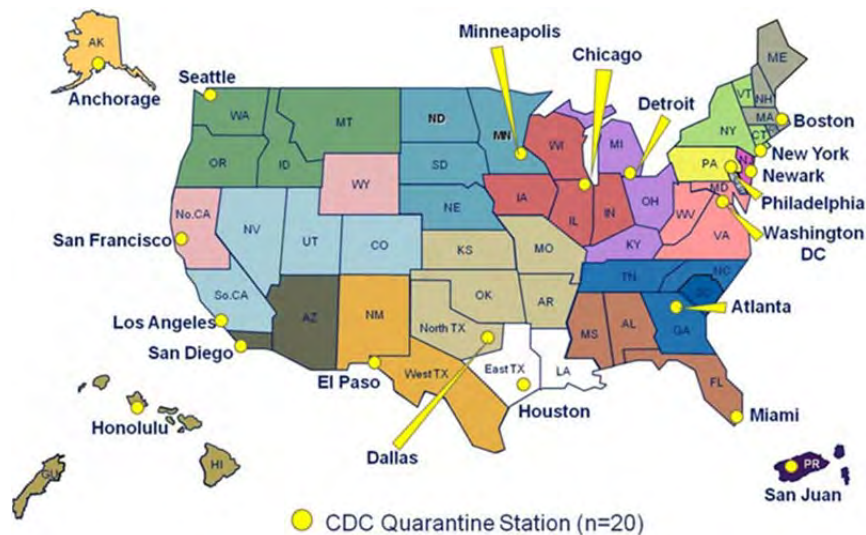 Minneapolis
Chicago
AK
Seattle
Detroit
Anchorage
ME
WA
MT
ND
MN
VT
NH
MA
Boston
WI
MI
NY
CT
OR
ID
SD
New York
WY
PA
Newark
IA
OH
Philadelphia
NE
MD
No.CA
IL
IN
WV
Washington
DC
San Francisco
NV
UT
CO
VA
KS
MO
KY
So.CA
TN
NC
OK
AR
SC
Los Angeles
AZ
NM
North TX
MS
AL
GA
Atlanta
San Diego
West TX
East TX
LA
El Paso
FL
Houston
Miami
Honolulu
Dallas
GU
HI
PR
San Juan
CDC Quarantine Station (n=20)